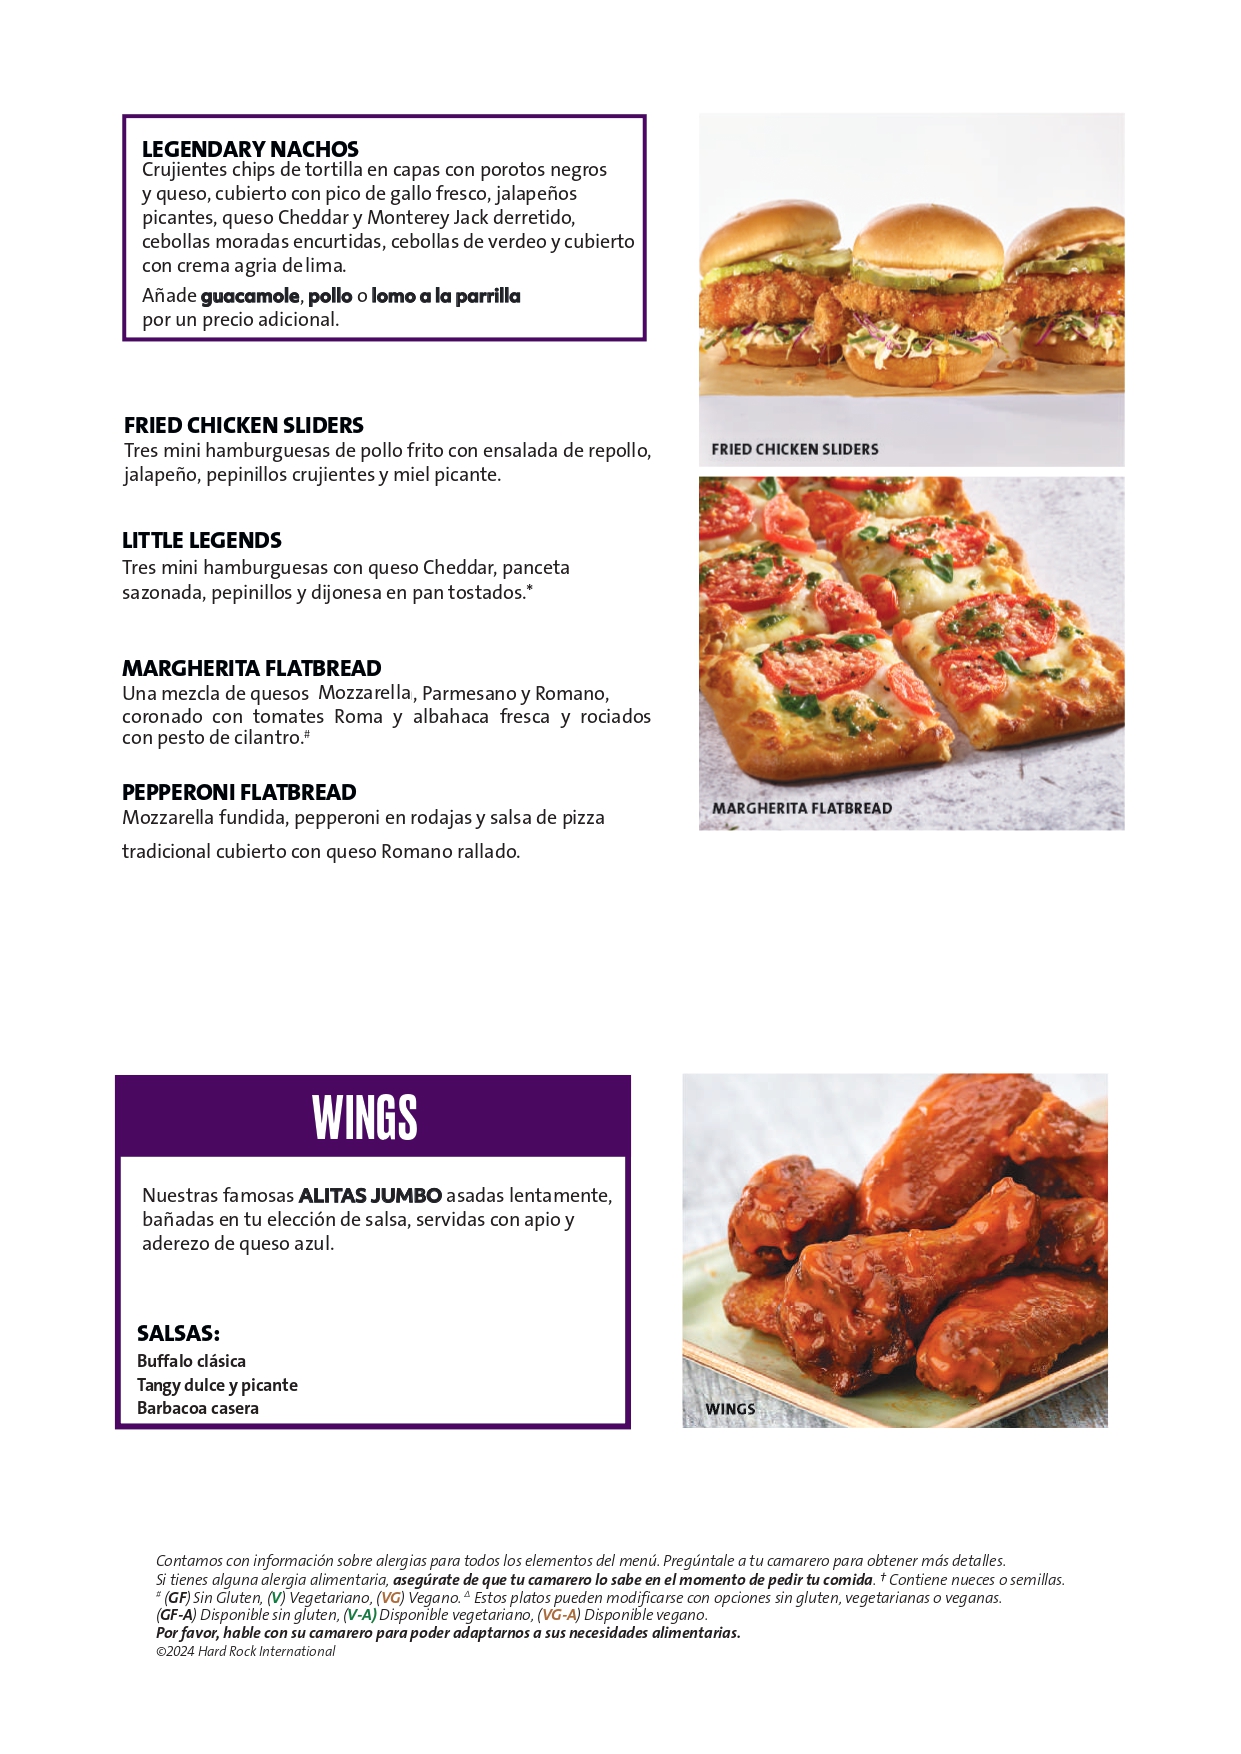 LEGENDARY NACHOS
Crujientes chips de tortilla en capas con porotos negros
y queso, cubierto con pico de gallo fresco, jalapeños
picantes, queso Cheddar y Monterey Jack derretido,
cebollas moradas encurtidas, cebollas de verdeo y cubierto
con crema agria de lima.
Añade guacamole, pollo o lomo a la parrilla
por un precio adicional.
FRIED CHICKEN SLIDERS
Tres mini hamburguesas de pollo frito con ensalada de repollo,
jalapeño, pepinillos crujientes y miel picante.
LITTLE LEGENDS
Tres mini hamburguesas con queso Cheddar, panceta
sazonada, pepinillos y dijonesa en pan tostados.*
MARGHERITA FLATBREAD
Una mezcla de quesos Mozzarella, Parmesano y Romano,
coronado con tomates Roma y albahaca fresca y rociados
con pesto de cilantro.#
PEPPERONI FLATBREAD
Mozzarella fundida, pepperoni en rodajas y salsa de pizza
tradicional cubierto con queso Romano rallado.
FRIED CHICKEN SLIDERS
MARGHERITA FLATBREAD
WINGS
Nuestras famosas ALITAS JUMBO asadas lentamente,
bañadas en tu elección de salsa, servidas con apio y
aderezo de queso azul.
SALSAS:
Buffalo clásica
Tangy dulce y picante
Barbacoa casera
WINGS
Contamos con información sobre alergias para todos los elementos del menú. Pregúntale a tu camarero para obtener más detalles.
Si tienes alguna alergia alimentaria, asegúrate de que tu camarero lo sabe en el momento de pedir tu comida. † Contiene nueces o semillas.
# (GF) Sin Gluten, (V) Vegetariano, (VG) Vegano. Δ Estos platos pueden modificarse con opciones sin gluten, vegetarianas o veganas.
(GF-A) Disponible sin gluten, (V-A) Disponible vegetariano, (VG-A) Disponible vegano.
Por favor, hable con su camarero para poder adaptarnos a sus necesidades alimentarias.
©2024 Hard Rock International